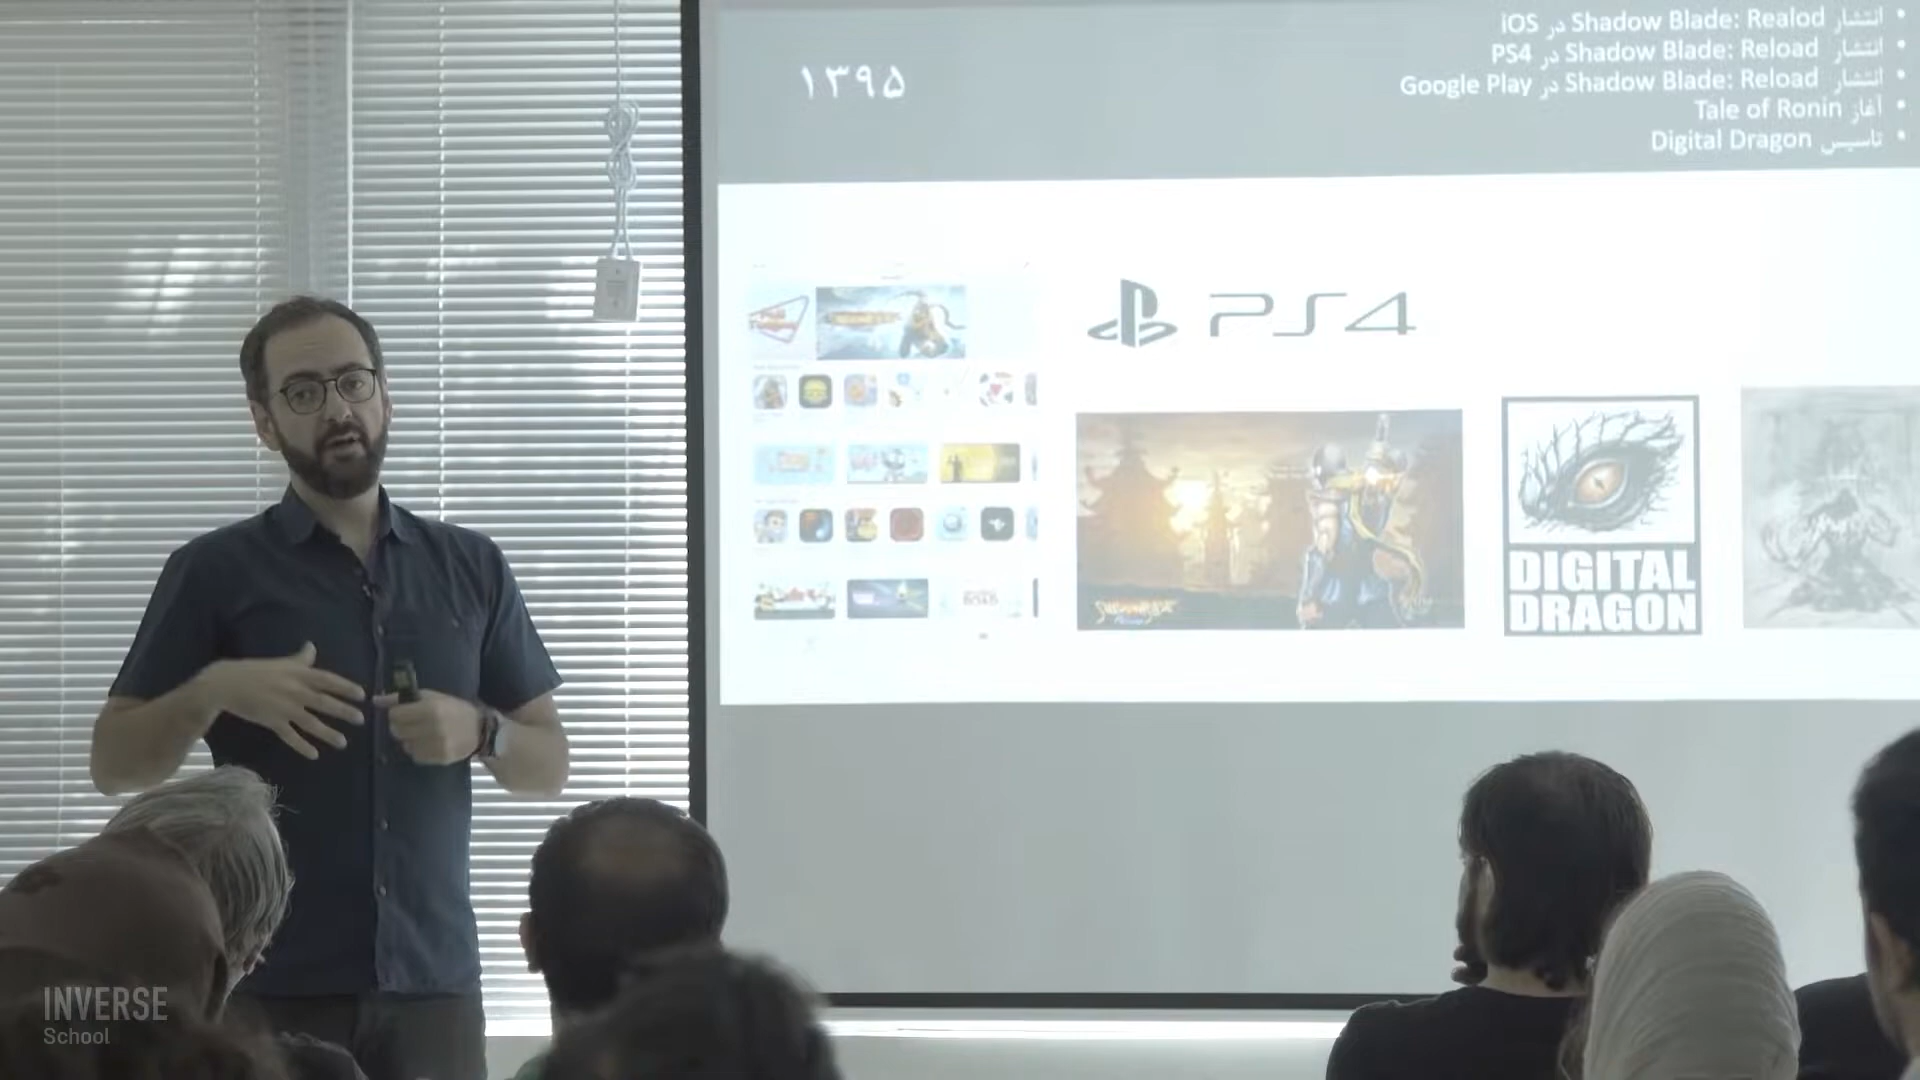 انتشار Shadow Blade: Realod در iOS
انتشار Shadow Blade: Reload در PS4
انتشار Shadow Blade: Reload در Google Play
آغاز Tale of Ronin
تاسیس Digital Dragon
۱۳۹۵
PS4
DIGITAL
DRAGON
INVERSE
School